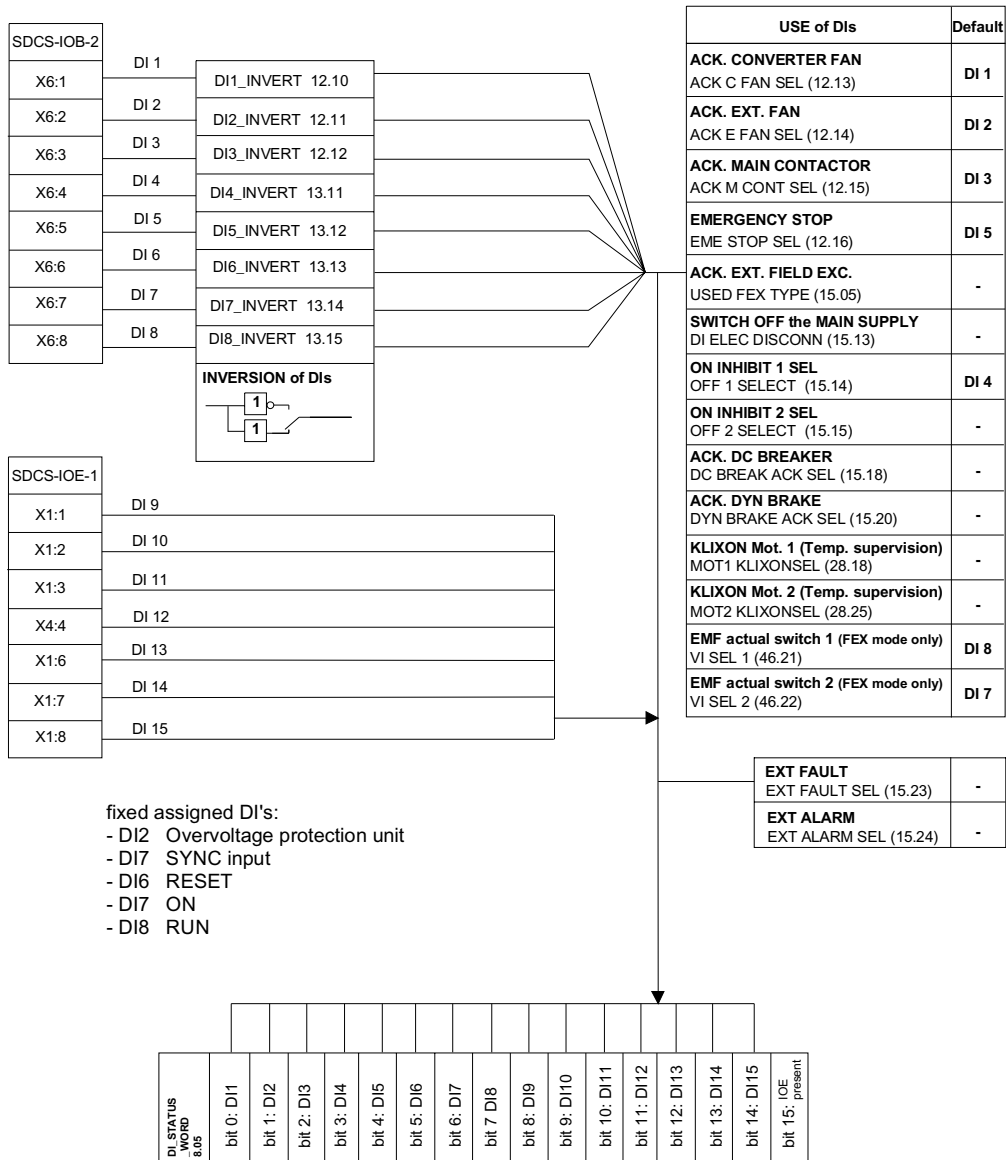 SDCS-IOB-2
X6:1
X6:2
X6:3
X6:4
X6:5
X6:6
X6:7
X6:8
DI 1
DI 2
DI 3
DI 4
DI 5
DI 6
DI 7
DI 8
DI1_INVERT 12.10
DI2_INVERT 12.11
DI3_INVERT 12.12
DI4_INVERT 13.11
DI5_INVERT 13.12
DI6_INVERT 13.13
DI7_INVERT 13.14
DI8_INVERT 13.15
INVERSION of DIs
1
1
USE of DIs Default
ACK. CONVERTER FAN
ACK C FAN SEL (12.13)
DI 1
ACK. EXT. FAN
ACK E FAN SEL (12.14)
DI 2
ACK. MAIN CONTACTOR
ACK M CONT SEL (12.15)
DI 3
EMERGENCY STOP
EME STOP SEL (12.16)
DI 5
ACK. EXT. FIELD EXC.
USED FEX TYPE (15.05)
-
SWITCH OFF the MAIN SUPPLY
DI ELEC DISCONN (15.13)
-
ON INHIBIT 1 SEL
OFF 1 SELECT (15.14)
DI 4
ON INHIBIT 2 SEL
OFF 2 SELECT (15.15)
-
ACK. DC BREAKER
DC BREAK ACK SEL (15.18)
-
ACK. DYN BRAKE
DYN BRAKE ACK SEL (15.20)
-
KLIXON Mot. 1 (Temp. supervision)
MOT1 KLIXONSEL (28.18)
-
KLIXON Mot. 2 (Temp. supervision)
MOT2 KLIXONSEL (28.25)
-
EMF actual switch 1 (FEX mode only)
VI SEL 1 (46.21)
DI 8
EMF actual switch 2 (FEX mode only)
VI SEL 2 (46.22)
DI 7
SDCS-IOE-1
X1:1
X1:2
X1:3
X4:4
X1:6
X1:7
X1:8
DI 9
DI 10
DI 11
DI 12
DI 13
DI 14
DI 15
EXT FAULT
EXT FAULT SEL (15.23)
-
EXT ALARM
EXT ALARM SEL (15.24)
-
fixed assigned DI's:
- DI2 Overvoltage protection unit
- DI7 SYNC input
- DI6 RESET
- DI7 ON
- DI8 RUN
DI_STATUS
_WORD
8.05
bit 0: DI1
bit 1: DI2
bit 2: DI3
bit 3: DI4
bit 4: DI5
bit 5: DI6
bit 6: DI7
bit 7 DI8
bit 8: DI9
bit 9: DI10
bit 10: DI11
bit 11: DI12
bit 12: DI13
bit 13: DI14
bit 14: DI15
bit 15: IOE
present